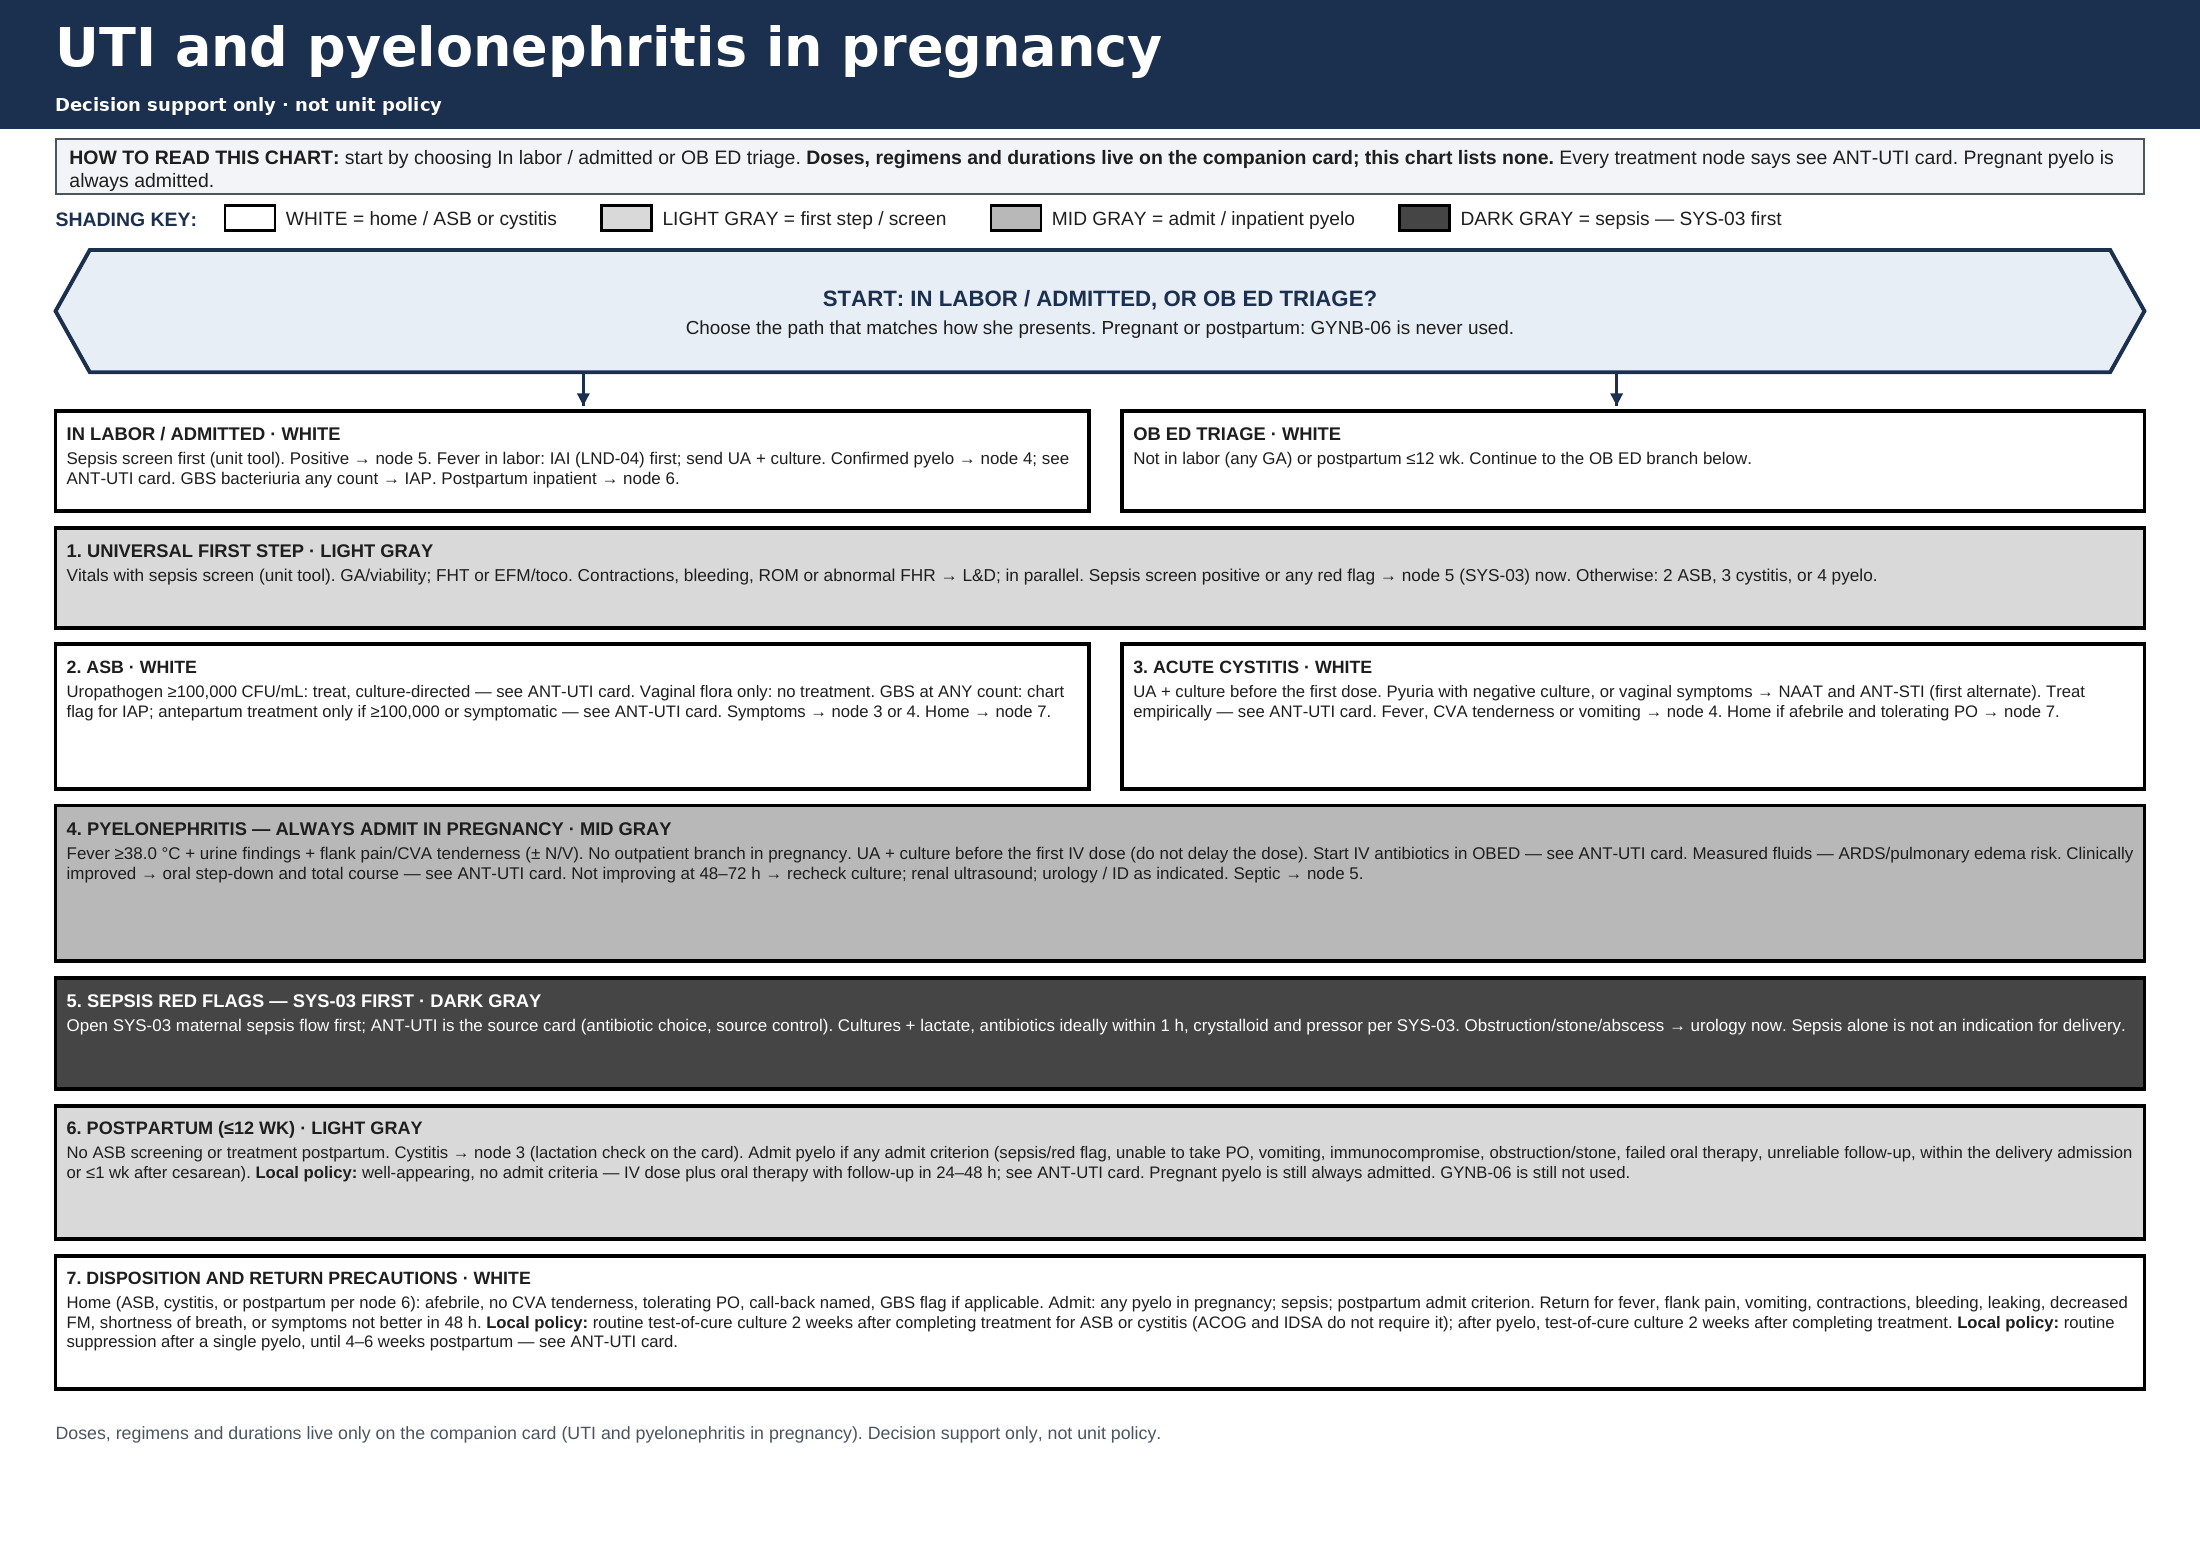 UTI and pyelonephritis in pregnancy
Decision support only · not unit policy
HOW TO READ THIS CHART: start by choosing In labor / admitted or OB ED triage. Doses, regimens and durations live on the companion card; this chart lists none. Every treatment node says see ANT-UTI card. Pregnant pyelo is
always admitted.
SHADING KEY: WHITE = home / ASB or cystitis LIGHT GRAY = first step / screen MID GRAY = admit / inpatient pyelo DARK GRAY = sepsis — SYS-03 first
START: IN LABOR / ADMITTED, OR OB ED TRIAGE?
Choose the path that matches how she presents. Pregnant or postpartum: GYNB-06 is never used.
IN LABOR / ADMITTED · WHITE
Sepsis screen first (unit tool). Positive → node 5. Fever in labor: IAI (LND-04) first; send UA + culture. Confirmed pyelo → node 4; see
ANT-UTI card. GBS bacteriuria any count → IAP. Postpartum inpatient → node 6.
OB ED TRIAGE · WHITE
Not in labor (any GA) or postpartum ≤12 wk. Continue to the OB ED branch below.
1. UNIVERSAL FIRST STEP · LIGHT GRAY
Vitals with sepsis screen (unit tool). GA/viability; FHT or EFM/toco. Contractions, bleeding, ROM or abnormal FHR → L&D; in parallel. Sepsis screen positive or any red flag → node 5 (SYS-03) now. Otherwise: 2 ASB, 3 cystitis, or 4 pyelo.
2. ASB · WHITE
Uropathogen ≥100,000 CFU/mL: treat, culture-directed — see ANT-UTI card. Vaginal flora only: no treatment. GBS at ANY count: chart
flag for IAP; antepartum treatment only if ≥100,000 or symptomatic — see ANT-UTI card. Symptoms → node 3 or 4. Home → node 7.
3. ACUTE CYSTITIS · WHITE
UA + culture before the first dose. Pyuria with negative culture, or vaginal symptoms → NAAT and ANT-STI (first alternate). Treat
empirically — see ANT-UTI card. Fever, CVA tenderness or vomiting → node 4. Home if afebrile and tolerating PO → node 7.
4. PYELONEPHRITIS — ALWAYS ADMIT IN PREGNANCY · MID GRAY
Fever ≥38.0 °C + urine findings + flank pain/CVA tenderness (± N/V). No outpatient branch in pregnancy. UA + culture before the first IV dose (do not delay the dose). Start IV antibiotics in OBED — see ANT-UTI card. Measured fluids — ARDS/pulmonary edema risk. Clinically
improved → oral step-down and total course — see ANT-UTI card. Not improving at 48–72 h → recheck culture; renal ultrasound; urology / ID as indicated. Septic → node 5.
5. SEPSIS RED FLAGS — SYS-03 FIRST · DARK GRAY
Open SYS-03 maternal sepsis flow first; ANT-UTI is the source card (antibiotic choice, source control). Cultures + lactate, antibiotics ideally within 1 h, crystalloid and pressor per SYS-03. Obstruction/stone/abscess → urology now. Sepsis alone is not an indication for delivery.
6. POSTPARTUM (≤12 WK) · LIGHT GRAY
No ASB screening or treatment postpartum. Cystitis → node 3 (lactation check on the card). Admit pyelo if any admit criterion (sepsis/red flag, unable to take PO, vomiting, immunocompromise, obstruction/stone, failed oral therapy, unreliable follow-up, within the delivery admission
or ≤1 wk after cesarean). Local policy: well-appearing, no admit criteria — IV dose plus oral therapy with follow-up in 24–48 h; see ANT-UTI card. Pregnant pyelo is still always admitted. GYNB-06 is still not used.
7. DISPOSITION AND RETURN PRECAUTIONS · WHITE
Home (ASB, cystitis, or postpartum per node 6): afebrile, no CVA tenderness, tolerating PO, call-back named, GBS flag if applicable. Admit: any pyelo in pregnancy; sepsis; postpartum admit criterion. Return for fever, flank pain, vomiting, contractions, bleeding, leaking, decreased
FM, shortness of breath, or symptoms not better in 48 h. Local policy: routine test-of-cure culture 2 weeks after completing treatment for ASB or cystitis (ACOG and IDSA do not require it); after pyelo, test-of-cure culture 2 weeks after completing treatment. Local policy: routine
suppression after a single pyelo, until 4–6 weeks postpartum — see ANT-UTI card.
Doses, regimens and durations live only on the companion card (UTI and pyelonephritis in pregnancy). Decision support only, not unit policy.